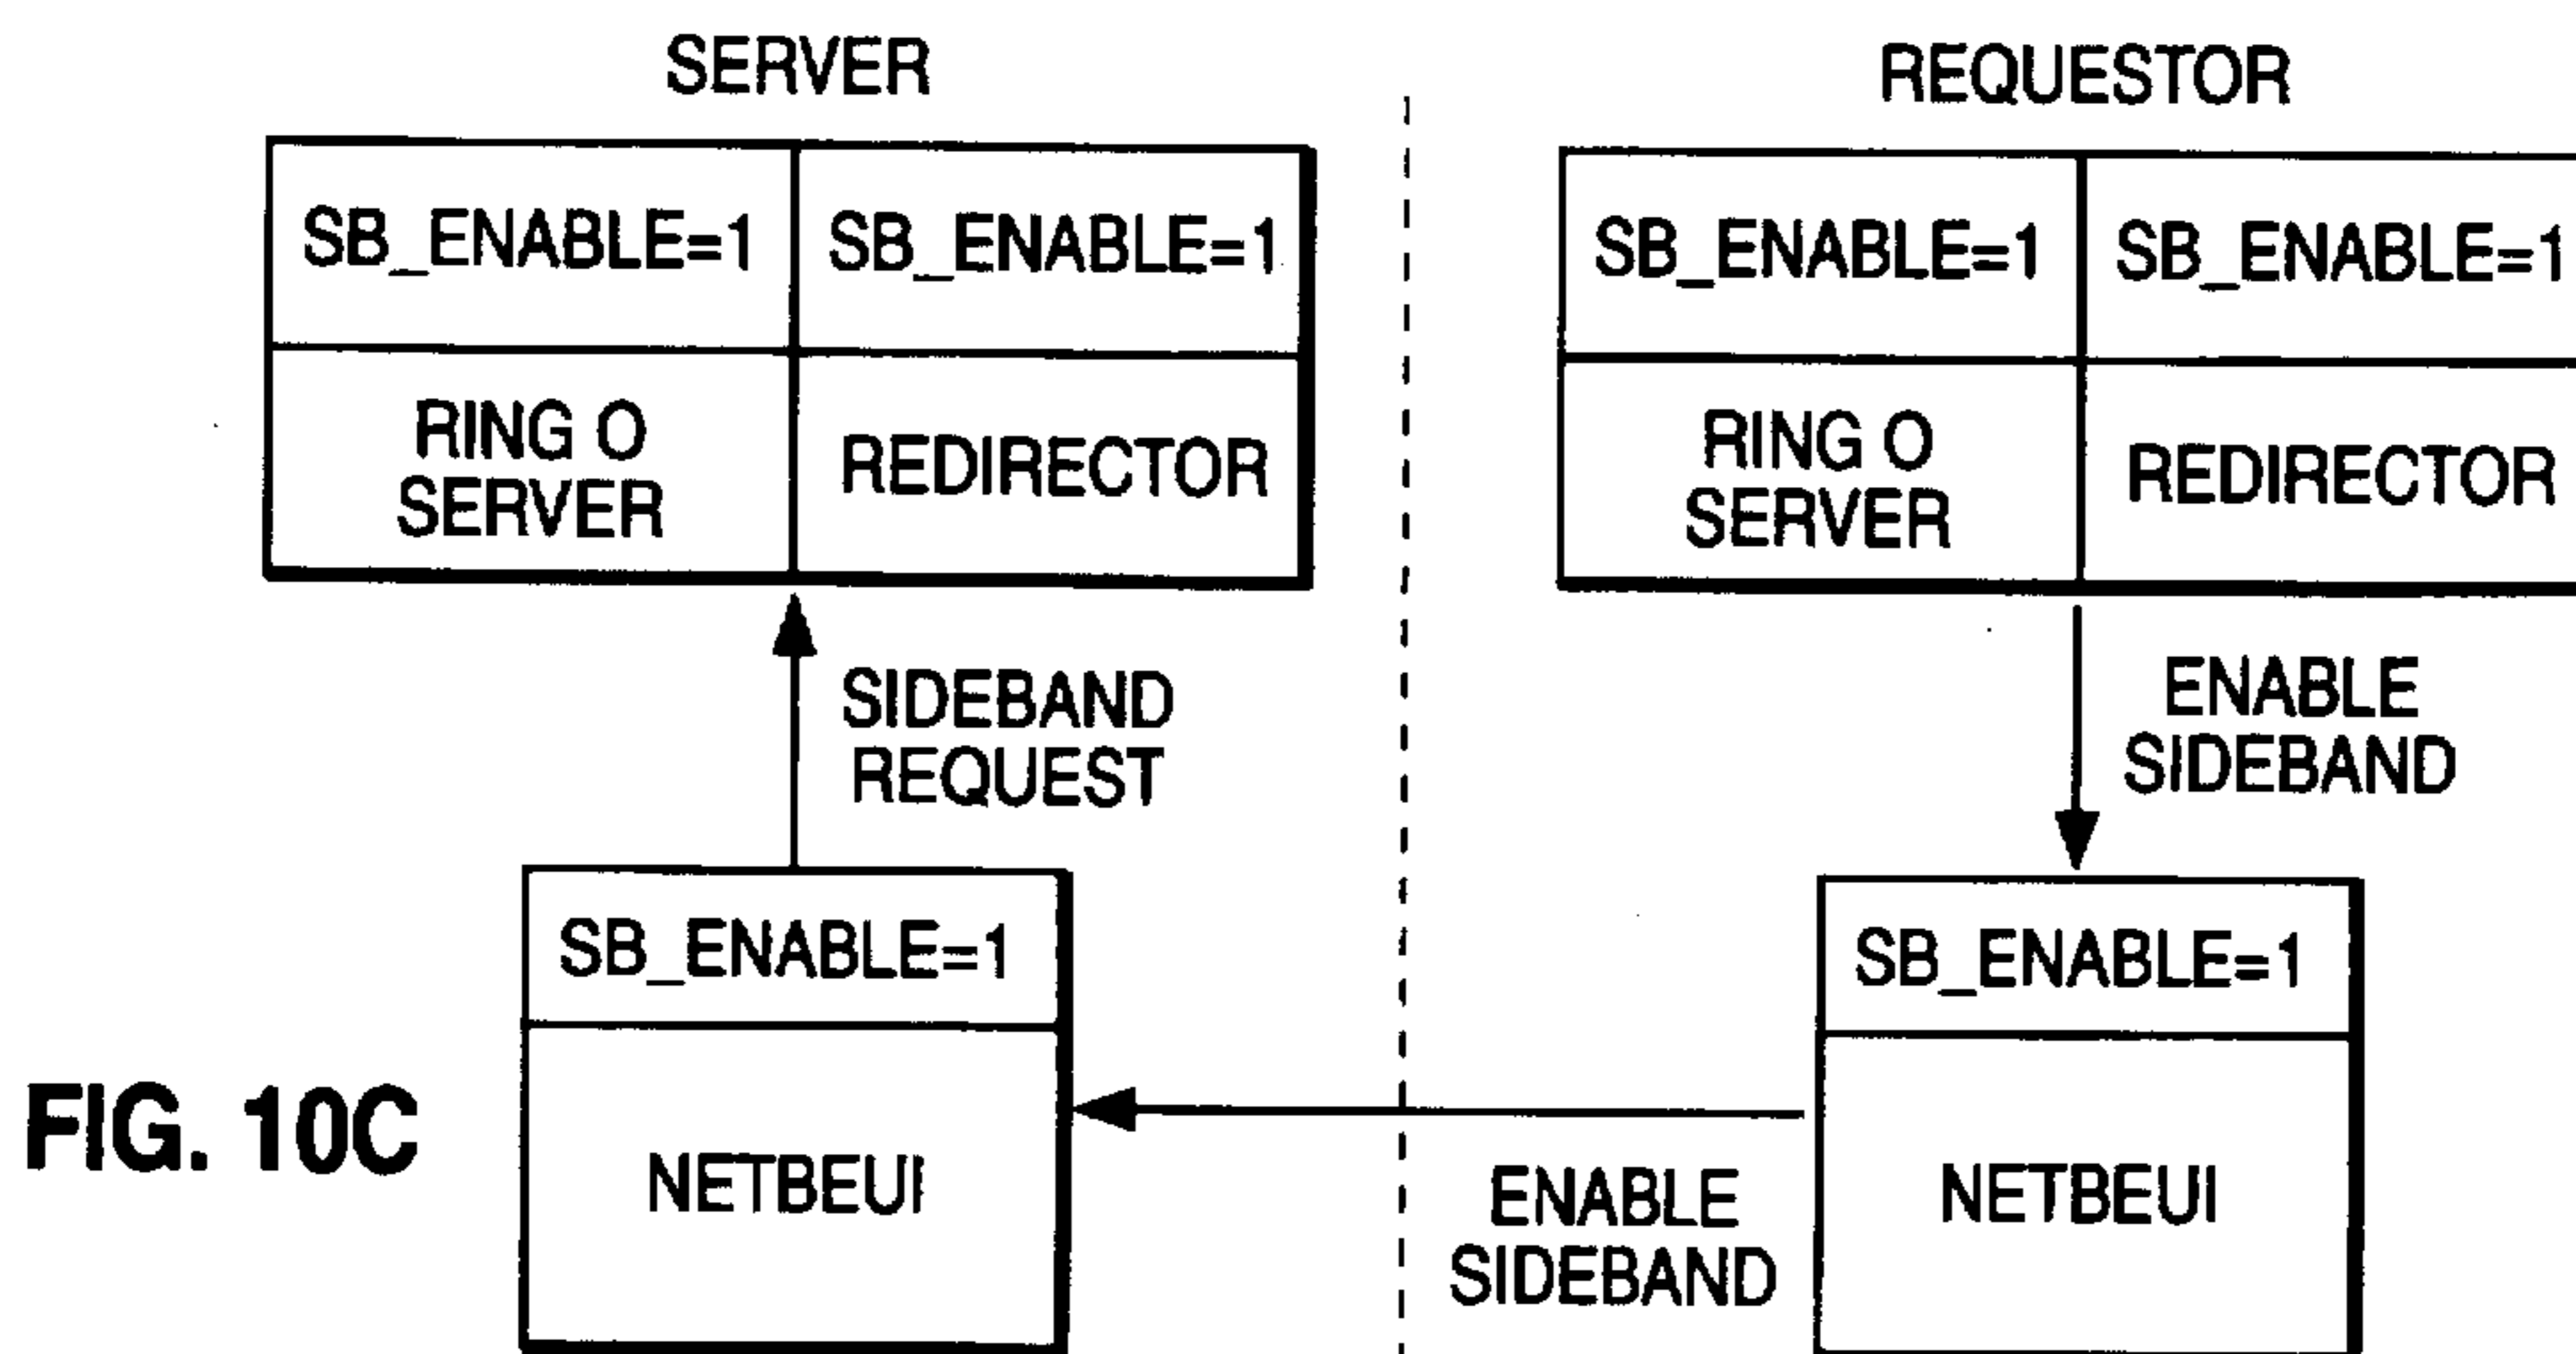 SERVER
REQUESTOR
SB_ENABLE=1
SB_ENABLE=1
SB_ENABLE=1
SB_ENABLE=1
RING O
SERVER
REDIRECTOR
RING O
SERVER
REDIRECTOR
SIDEBAND
REQUEST
ENABLE
SIDEBAND
SB_ENABLE=1
SB_ENABLE=1
FIG. 10C
NETBEUI
ENABLE
SIDEBAND
NETBEUI